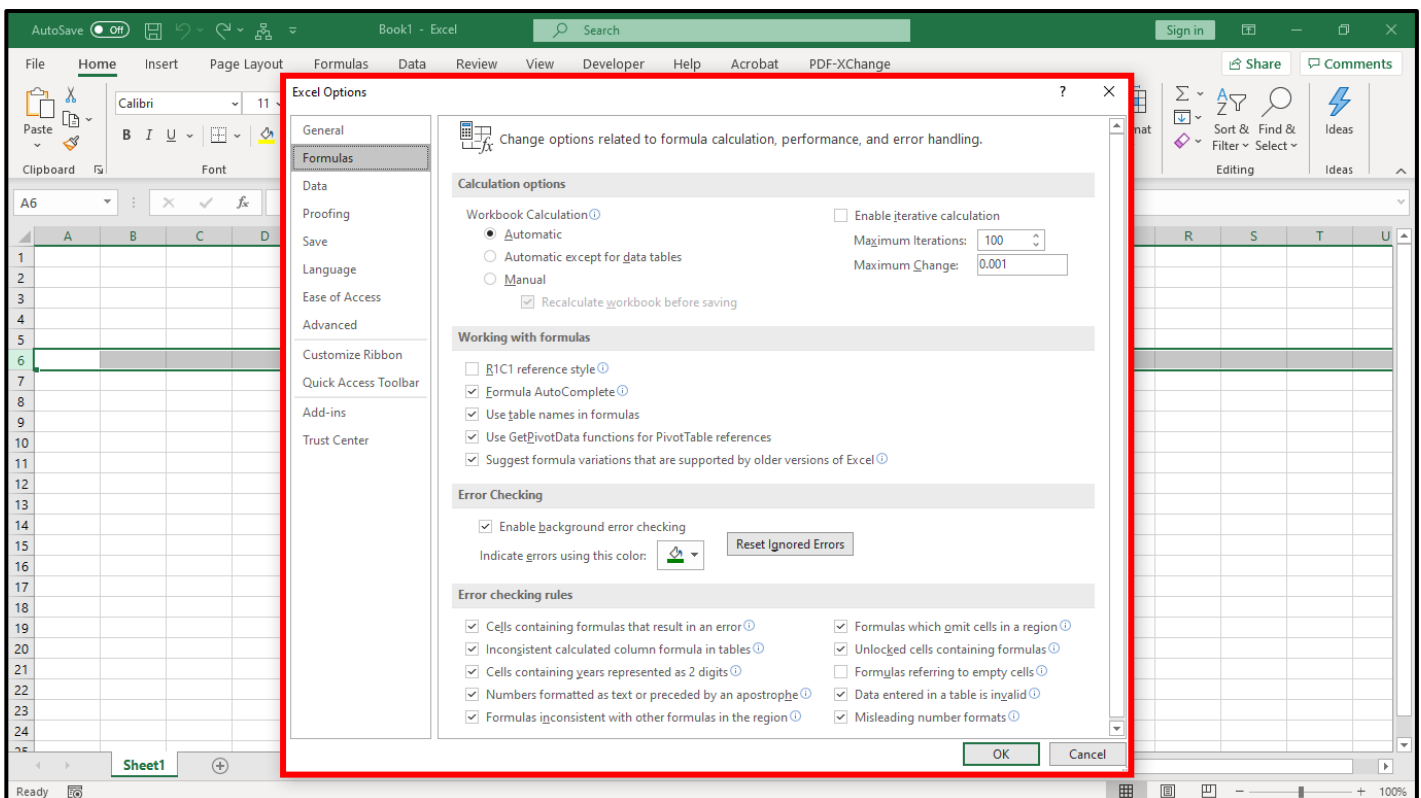 AutoSave Off Book1 - Excel Search Sign in
File Home Insert Page Layout Formulas Data Review View Developer Help Acrobat PDF-XChange Share Comments
Excel Options ?
Paste
Clipboard
Calibri 11
B I U
Font
Sort & Filter
Find & Select
Editing
Ideas
Ideas
A6 fx
A B C D R S T U
1
2
3
4
5
6
7
8
9
10
11
12
13
14
15
16
17
18
19
20
21
22
23
24
General
Formulas
Data
Proofing
Save
Language
Ease of Access
Advanced
Customize Ribbon
Quick Access Toolbar
Add-ins
Trust Center
Change options related to formula calculation, performance, and error handling.
Calculation options
Workbook Calculation
Automatic
Automatic except for data tables
Manual
Recalculate workbook before saving
Enable iterative calculation
Maximum Iterations: 100
Maximum Change: 0.001
Working with formulas
R1C1 reference style
Formula AutoComplete
Use table names in formulas
Use GetPivotData functions for PivotTable references
Suggest formula variations that are supported by older versions of Excel
Error Checking
Enable background error checking
Indicate errors using this color:
Reset Ignored Errors
Error checking rules
Cells containing formulas that result in an error
Inconsistent calculated column formula in tables
Cells containing years represented as 2 digits
Numbers formatted as text or preceded by an apostrophe
Formulas inconsistent with other formulas in the region
Formulas which omit cells in a region
Unlocked cells containing formulas
Formulas referring to empty cells
Data entered in a table is invalid
Misleading number formats
OK Cancel
Sheet1
Ready 100%